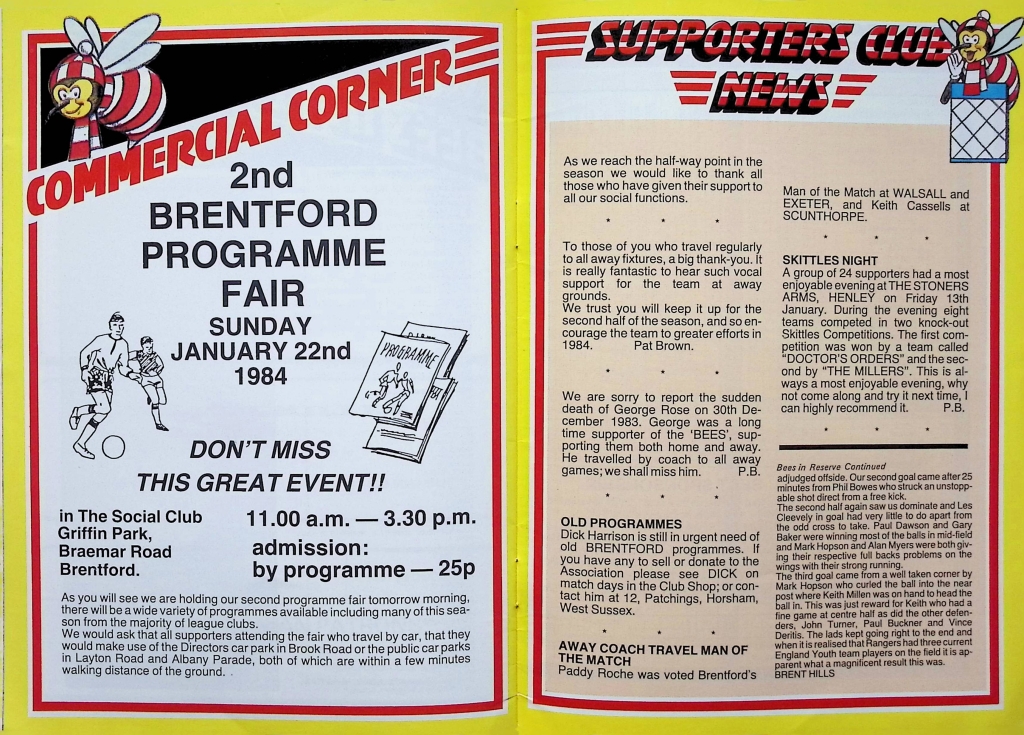 COMMERCIAL CORNER
2nd
BRENTFORD
PROGRAMME
FAIR
SUNDAY
JANUARY 22nd
1984
PROGRAMME
DON'T MISS
THIS GREAT EVENT!!
in The Social Club
Griffin Park,
Braemar Road
Brentford.
11.00 a.m. — 3.30 p.m.
admission:
by programme — 25p
As you will see we are holding our second programme fair tomorrow morning,
there will be a wide variety of programmes available including many of this sea-
son from the majority of league clubs.
We would ask that all supporters attending the fair who travel by car, that they
would make use of the Directors car park in Brook Road or the public car parks
in Layton Road and Albany Parade, both of which are within a few minutes
walking distance of the ground.
SUPPORTERS CLUB
NEWS
As we reach the half-way point in the
season we would like to thank all
those who have given their support to
all our social functions.
* * *
To those of you who travel regularly
to all away fixtures, a big thank-you. It
is really fantastic to hear such vocal
support for the team at away
grounds.
We trust you will keep it up for the
second half of the season, and so en-
courage the team to greater efforts in
1984. Pat Brown.
* * *
We are sorry to report the sudden
death of George Rose on 30th De-
cember 1983. George was a long
time supporter of the 'BEES', sup-
porting them both home and away.
He travelled by coach to all away
games; we shall miss him. P.B.
* * *
OLD PROGRAMMES
Dick Harrison is still in urgent need of
old BRENTFORD programmes. If
you have any to sell or donate to the
Association please see DICK on
match days in the Club Shop; or con-
tact him at 12, Patchings, Horsham,
West Sussex.
* * *
AWAY COACH TRAVEL MAN OF
THE MATCH
Paddy Roche was voted Brentford's
Man of the Match at WALSALL and
EXETER, and Keith Cassells at
SCUNTHORPE.
* * *
SKITTLES NIGHT
A group of 24 supporters had a most
enjoyable evening at THE STONERS
ARMS, HENLEY on Friday 13th
January. During the evening eight
teams competed in two knock-out
Skittles Competitions. The first com-
petition was won by a team called
"DOCTOR'S ORDERS" and the sec-
ond by "THE MILLERS". This is al-
ways a most enjoyable evening, why
not come along and try it next time, I
can highly recommend it. P.B.
* * *
Bees in Reserve Continued
adjudged offside. Our second goal came after 25
minutes from Phil Bowes who struck an unstopp-
able shot direct from a free kick.
The second half again saw us dominate and Les
Cleevely in goal had very little to do apart from
the odd cross to take. Paul Dawson and Gary
Baker were winning most of the balls in mid-field
and Mark Hopson and Alan Myers were both giv-
ing their respective full backs problems on the
wings with their strong running.
The third goal came from a well taken corner by
Mark Hopson who curled the ball into the near
post where Keith Millen was on hand to head the
ball in. This was just reward for Keith who had a
fine game at centre half as did the other defen-
ders, John Turner, Paul Buckner and Vince
Deritis. The lads kept going right to the end and
when it is realised that Rangers had three current
England Youth team players on the field it is ap-
parent what a magnificent result this was.
BRENT HILLS